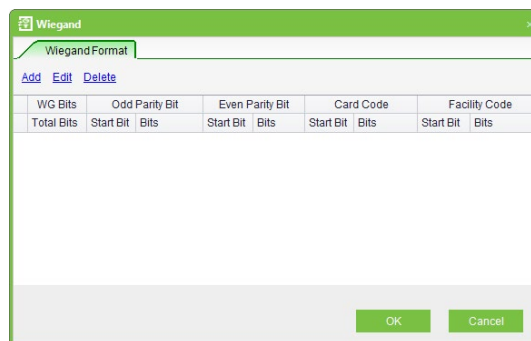 Wiegand
Wiegand Format
Add Edit Delete
WG Bits Odd Parity Bit Even Parity Bit Card Code Facility Code
Total Bits Start Bit Bits Start Bit Bits Start Bit Bits Start Bit Bits
OK Cancel